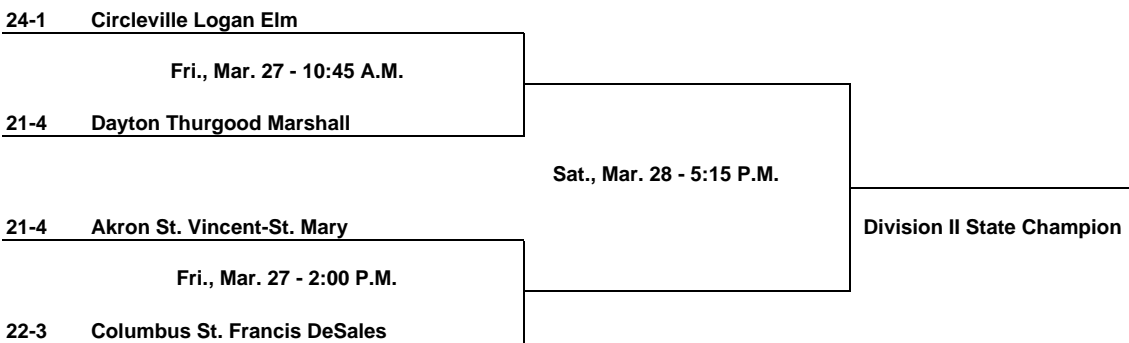 24-1 Circleville Logan Elm
Fri., Mar. 27 - 10:45 A.M.
21-4 Dayton Thurgood Marshall
Sat., Mar. 28 - 5:15 P.M.
21-4 Akron St. Vincent-St. Mary
Division II State Champion
Fri., Mar. 27 - 2:00 P.M.
22-3 Columbus St. Francis DeSales